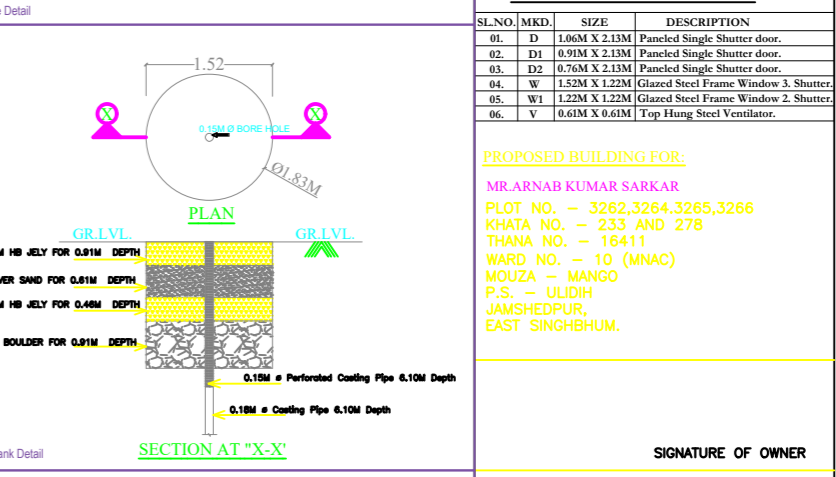 Detail
1.52
X
X
0.15M Ø BORE HOLE
Ø1.83M
PLAN
GR.LVL.
GR.LVL.
HB JELY FOR 0.91M DEPTH
SAND FOR 0.61M DEPTH
HB JELY FOR 0.46M DEPTH
BOULDER FOR 0.91M DEPTH
0.15M ø Perforated Casting Pipe 6.10M Depth
0.18M ø Casting Pipe 6.10M Depth
SECTION AT "X-X'
Detail
SL.NO. MKD. SIZE DESCRIPTION
01. D 1.06M X 2.13M Paneled Single Shutter door.
02. D1 0.91M X 2.13M Paneled Single Shutter door.
03. D2 0.76M X 2.13M Paneled Single Shutter door.
04. W 1.52M X 1.22M Glazed Steel Frame Window 3. Shutter.
05. W1 1.22M X 1.22M Glazed Steel Frame Window 2. Shutter.
06. V 0.61M X 0.61M Top Hung Steel Ventilator.
PROPOSED BUILDING FOR:
MR.ARNAB KUMAR SARKAR
PLOT NO. - 3262,3264.3265,3266
KHATA NO. - 233 AND 278
THANA NO. - 16411
WARD NO. - 10 (MNAC)
MOUZA - MANGO
P.S. - ULIDIH
JAMSHEDPUR,
EAST SINGHBHUM.
SIGNATURE OF OWNER